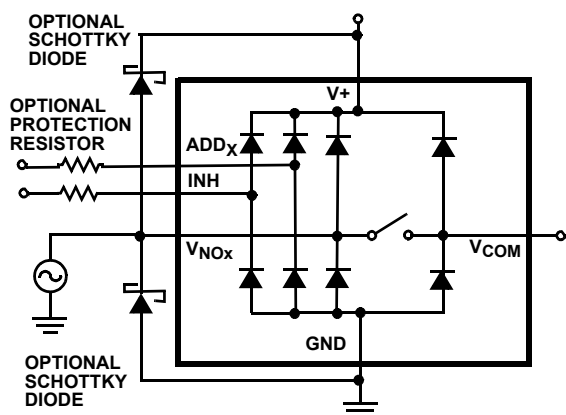 OPTIONAL
SCHOTTKY
DIODE
OPTIONAL
PROTECTION
RESISTOR
V+
ADDX
INH
VNOx
VCOM
GND
OPTIONAL
SCHOTTKY
DIODE